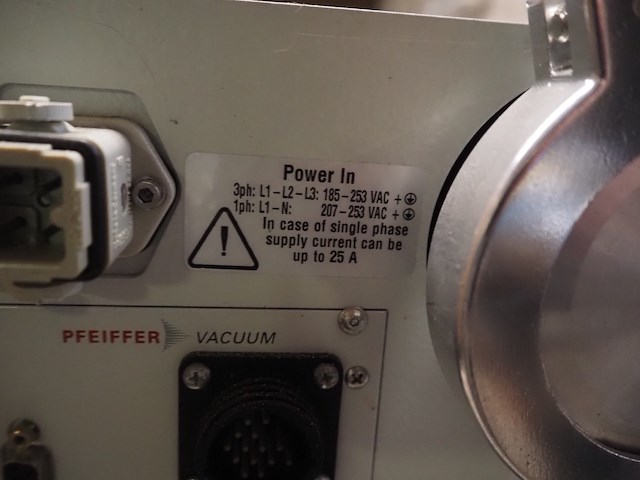 Power In
3ph: L1-L2-L3: 185-253 VAC + ⏚
1ph: L1-N: 207-253 VAC + ⏚
In case of single phase
supply current can be
up to 25 A
!
PFEIFFER VACUUM